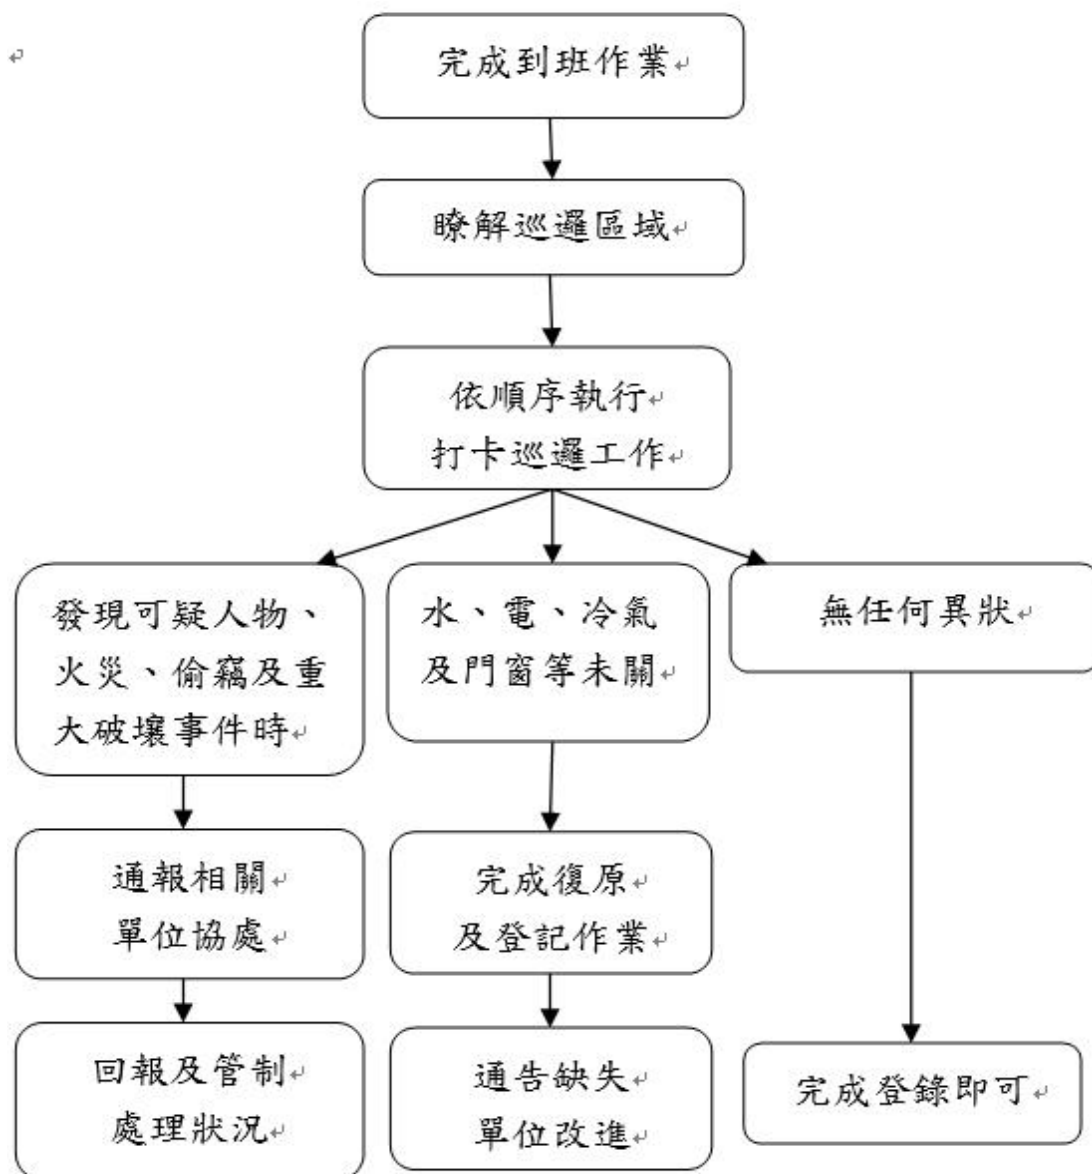 完成到班作業
瞭解巡邏區域
依順序執行
打卡巡邏工作
發現可疑人物、
火災、偷竊及重
大破壞事件時
水、電、冷氣
及門窗等未關
無任何異狀
通報相關
單位協處
完成復原
及登記作業
回報及管制
處理狀況
通告缺失
單位改進
完成登錄即可